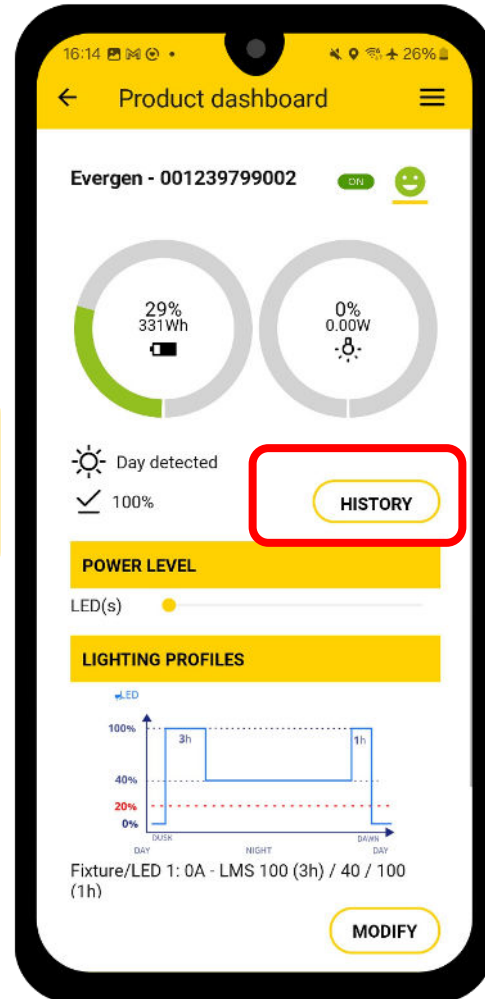 16:14 26%
Product dashboard
Evergen - 001239799002 ON
29% 0%
331Wh 0.00W
Day detected
100% HISTORY
POWER LEVEL
LED(s)
LIGHTING PROFILES
LED
100% 3h 1h
40%
20%
0%
DUSK DAWN
DAY NIGHT DAY
Fixture/LED 1: 0A - LMS 100 (3h) / 40 / 100
(1h)
MODIFY